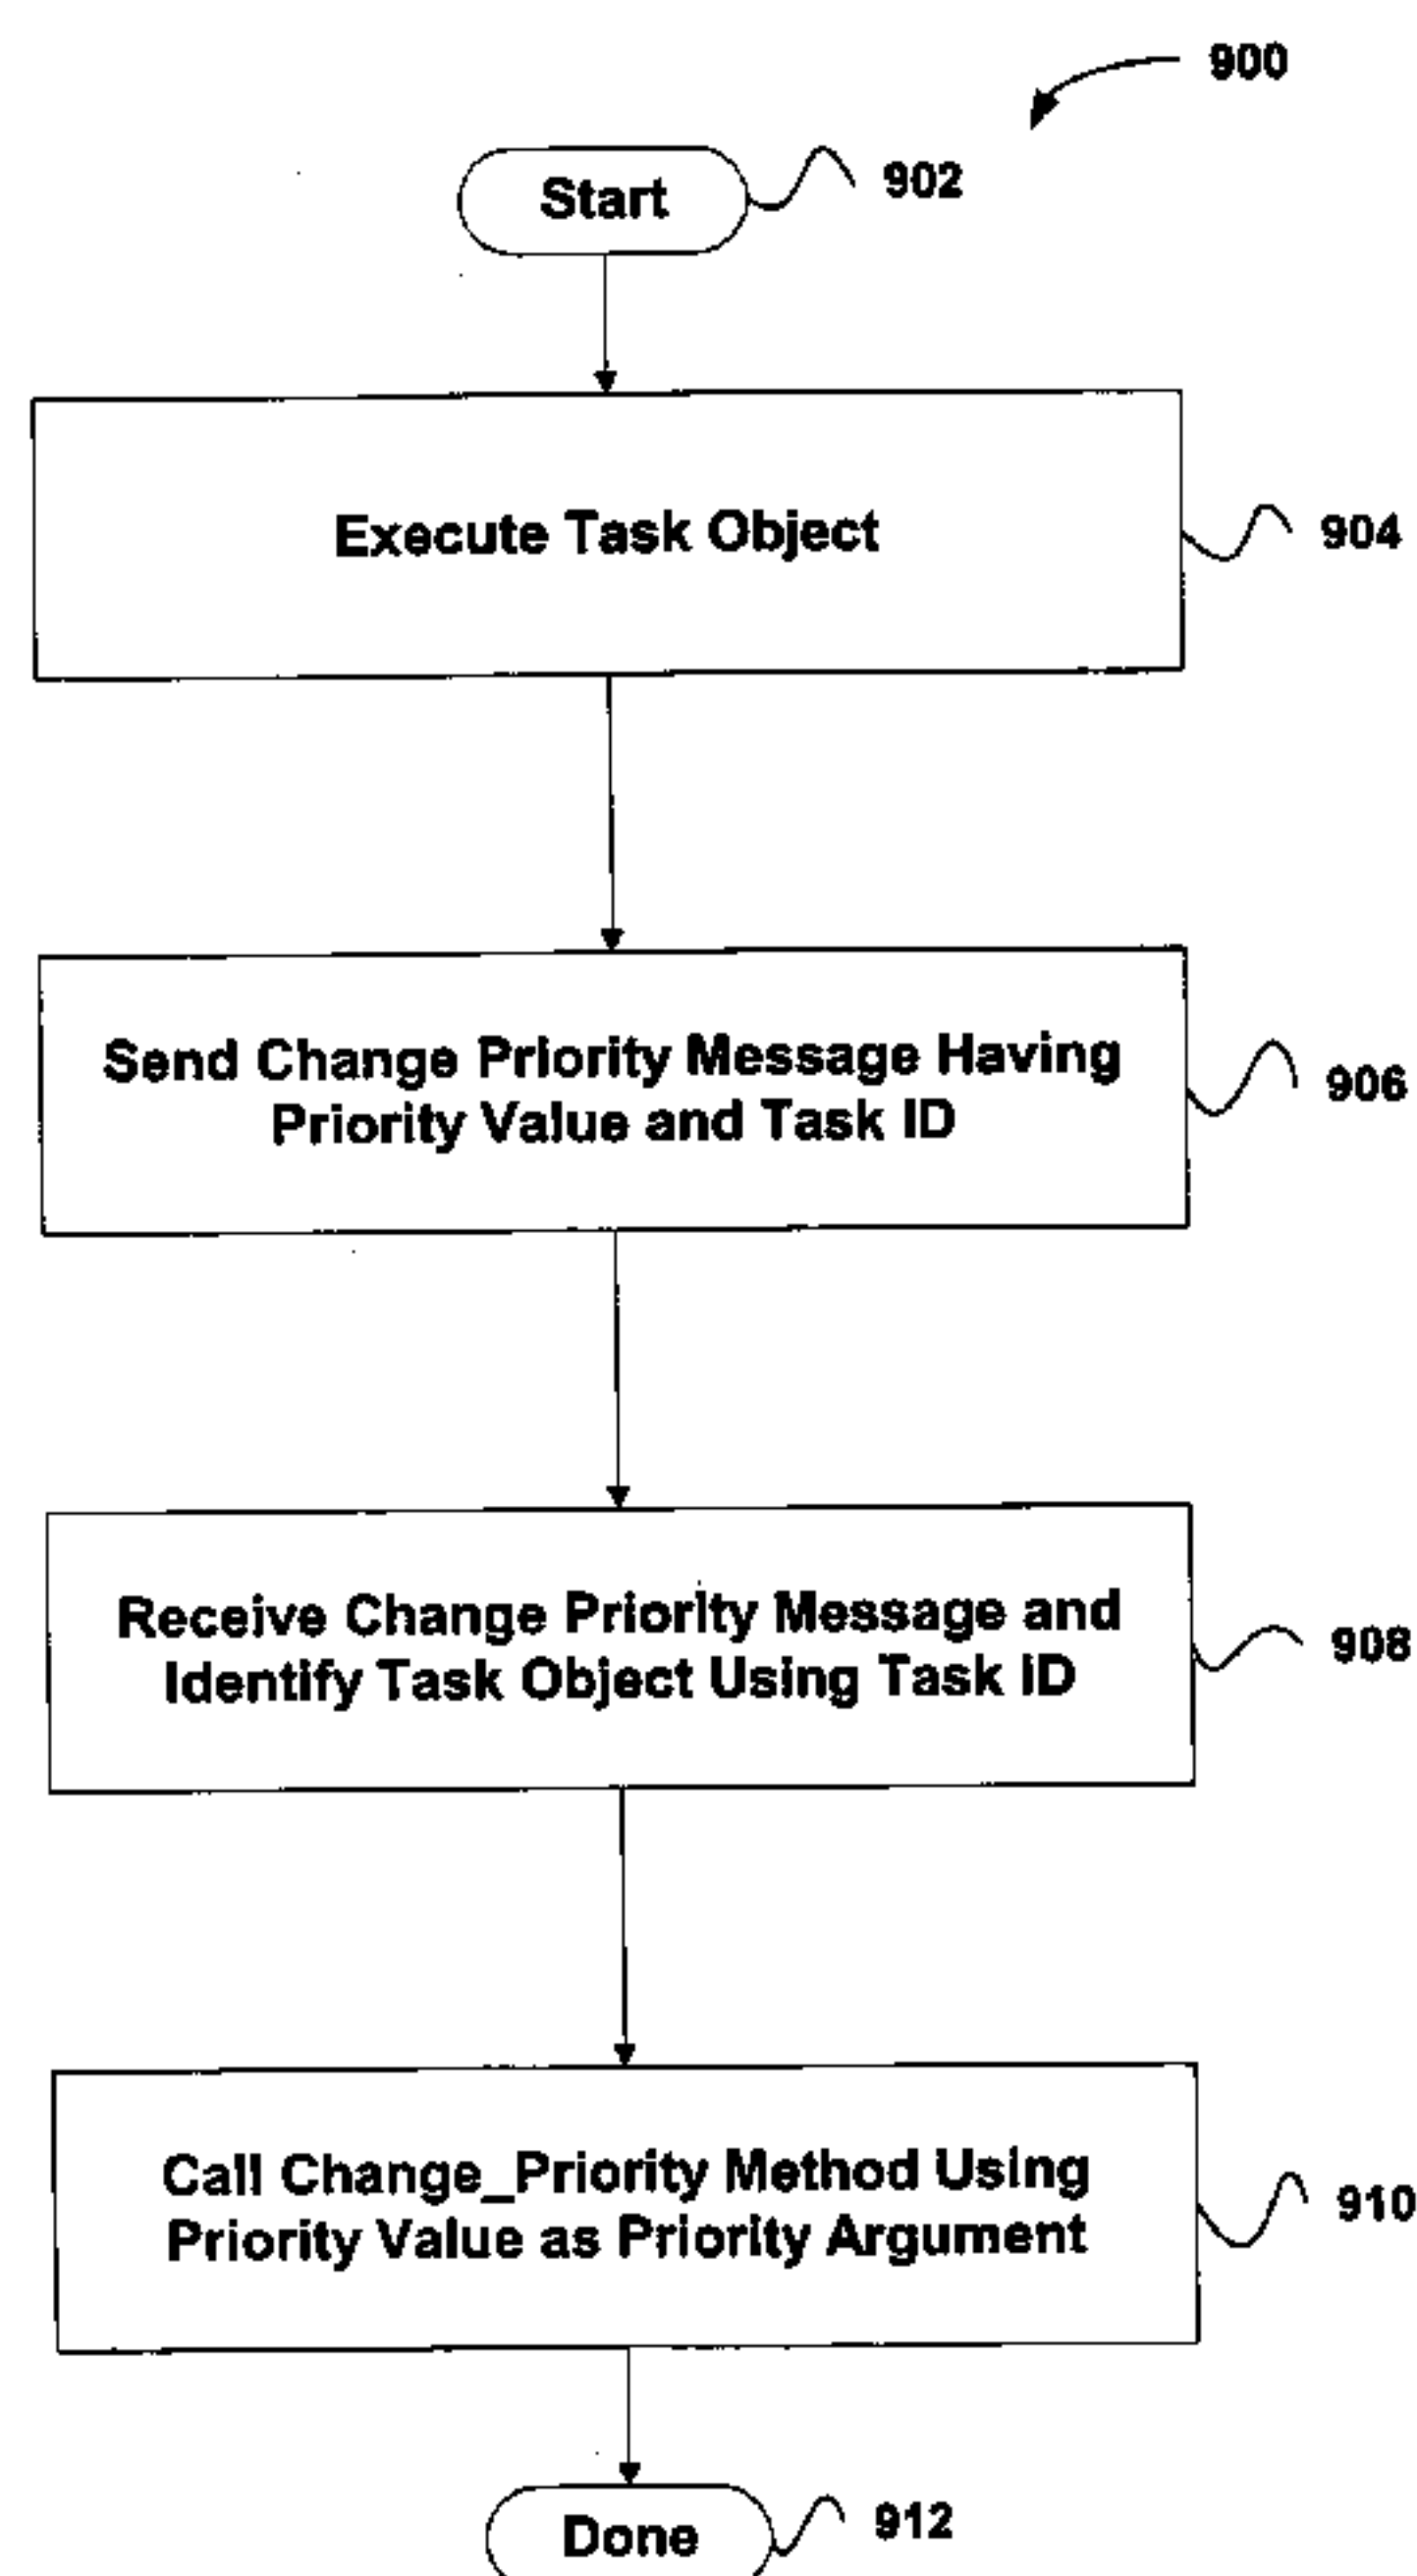 900
Start
902
Execute Task Object
904
Send Change Priority Message Having
Priority Value and Task ID
906
Receive Change Priority Message and
Identify Task Object Using Task ID
908
Call Change_Priority Method Using
Priority Value as Priority Argument
910
Done
912